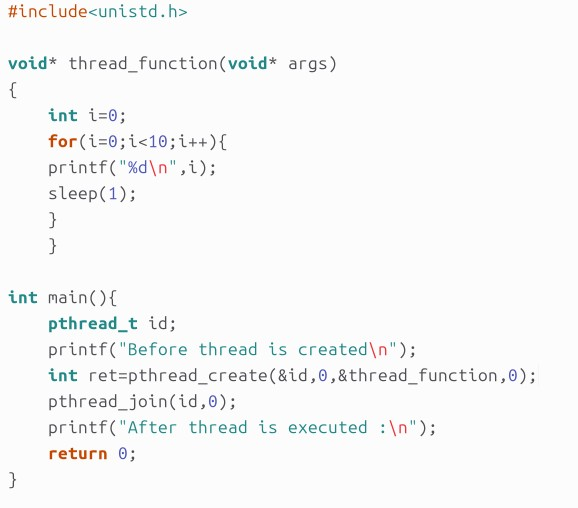 #include<unistd.h>
void* thread_function(void* args)
{
    int i=0;
    for(i=0;i<10;i++){
    printf("%d\n",i);
    sleep(1);
    }
    }
int main(){
    pthread_t id;
    printf("Before thread is created\n");
    int ret=pthread_create(&id,0,&thread_function,0);
    pthread_join(id,0);
    printf("After thread is executed :\n");
    return 0;
}